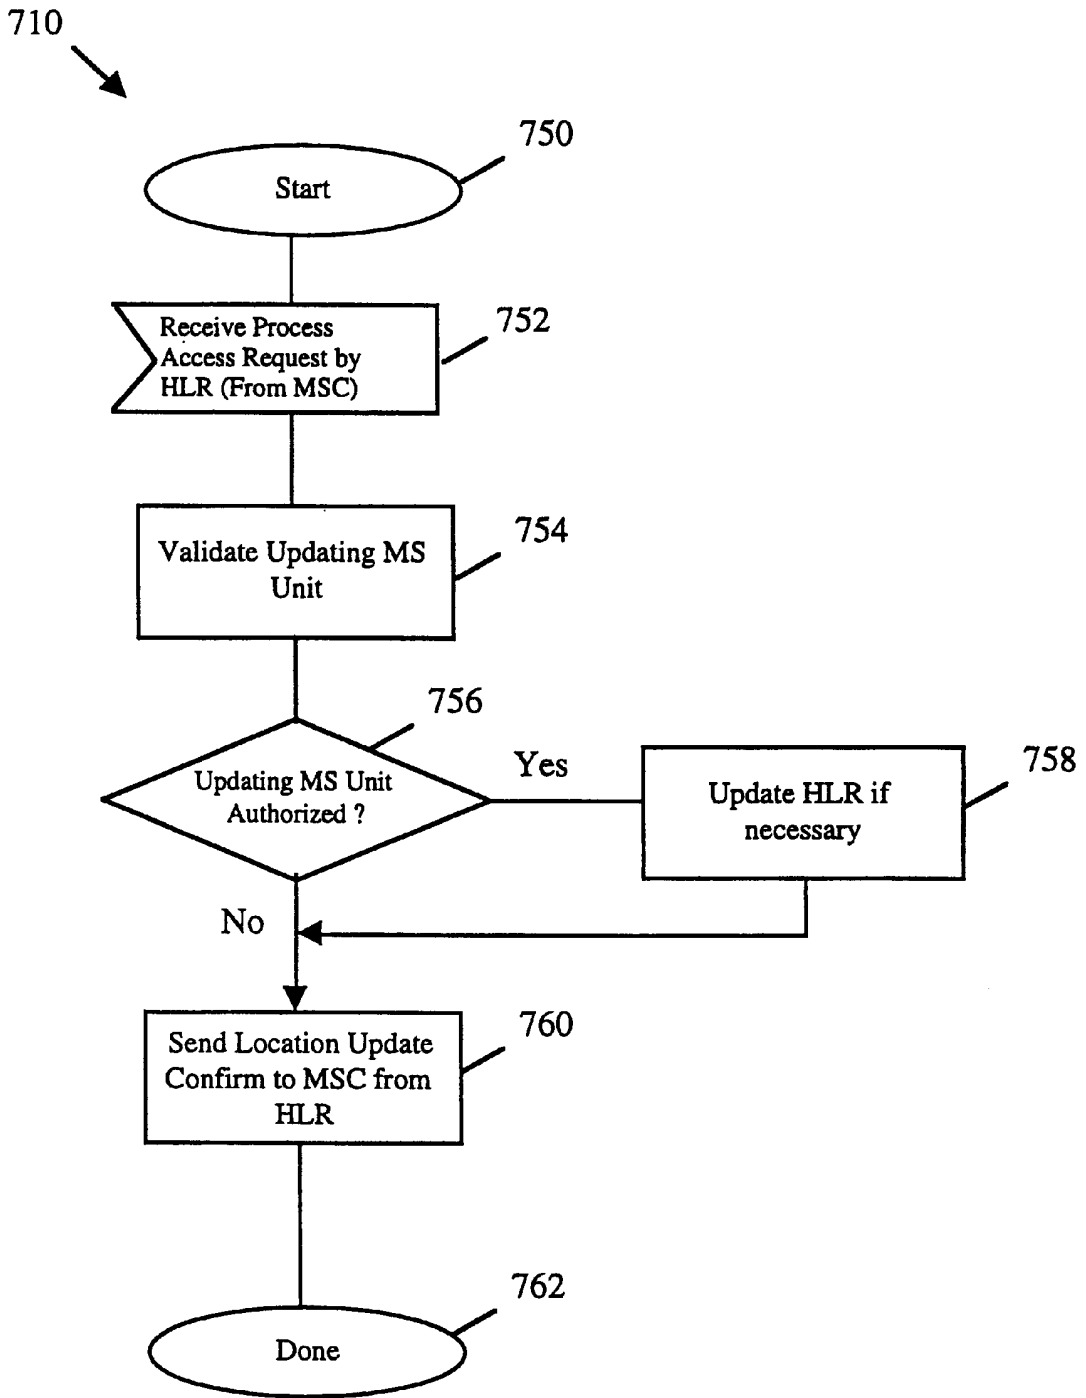 710
750
Start
752
Receive Process
Access Request by
HLR (From MSC)
754
Validate Updating MS
Unit
756
Updating MS Unit
Authorized ?
Yes
758
Update HLR if
necessary
No
760
Send Location Update
Confirm to MSC from
HLR
762
Done